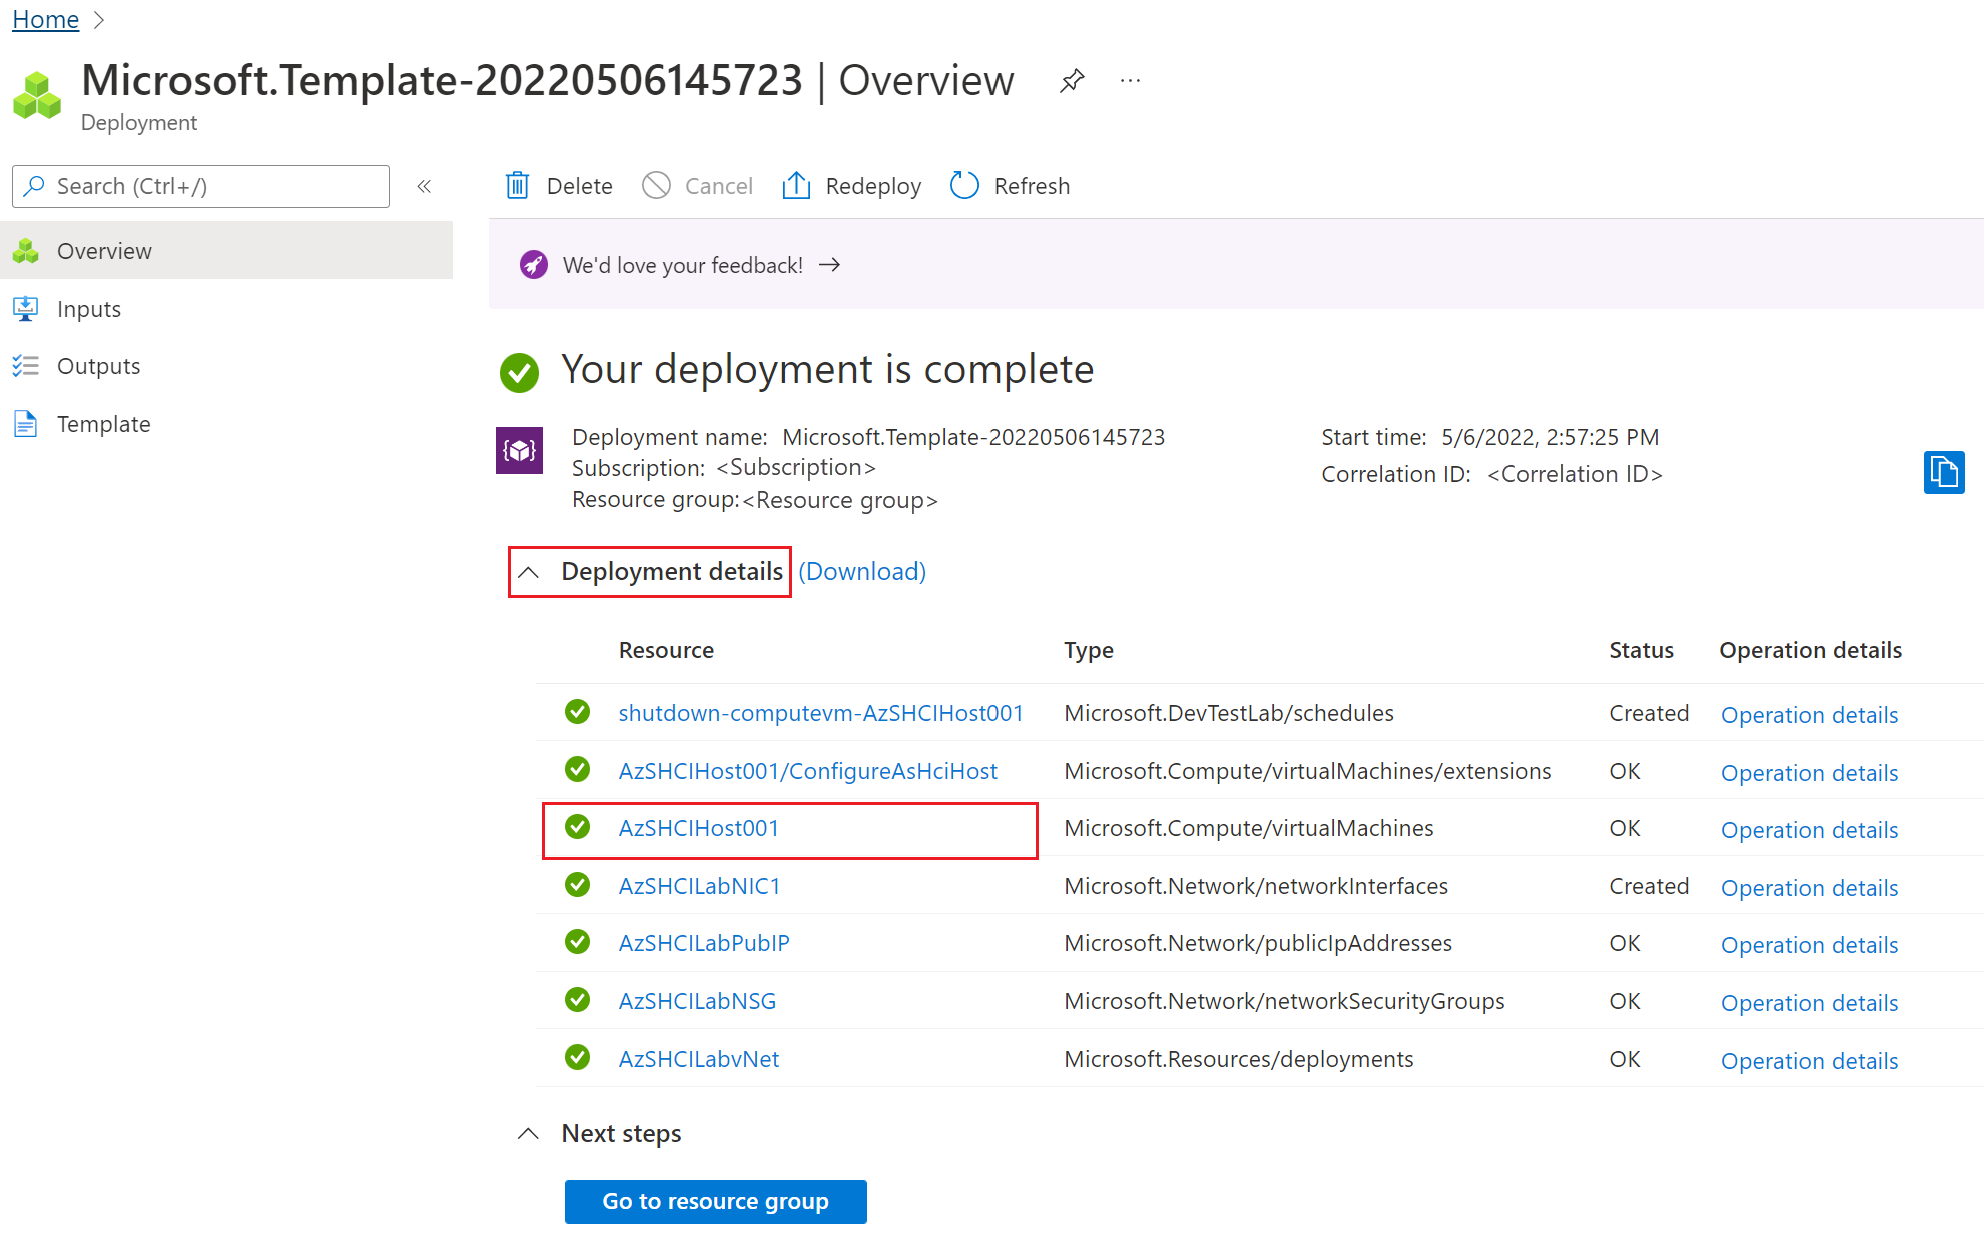 Home
Microsoft.Template-20220506145723 | Overview
Deployment
Search (Ctrl+/)
Delete Cancel Redeploy Refresh
Overview
Inputs
Outputs
Template
We'd love your feedback! →
Your deployment is complete
Deployment name: Microsoft.Template-20220506145723
Subscription: <Subscription>
Resource group:<Resource group>
Start time: 5/6/2022, 2:57:25 PM
Correlation ID: <Correlation ID>
Deployment details (Download)
Resource Type Status Operation details
shutdown-computevm-AzSHCIHost001 Microsoft.DevTestLab/schedules Created Operation details
AzSHCIHost001/ConfigureAsHciHost Microsoft.Compute/virtualMachines/extensions OK Operation details
AzSHCIHost001 Microsoft.Compute/virtualMachines OK Operation details
AzSHCILabNIC1 Microsoft.Network/networkInterfaces Created Operation details
AzSHCILabPubIP Microsoft.Network/publicIpAddresses OK Operation details
AzSHCILabNSG Microsoft.Network/networkSecurityGroups OK Operation details
AzSHCILabvNet Microsoft.Resources/deployments OK Operation details
Next steps
Go to resource group